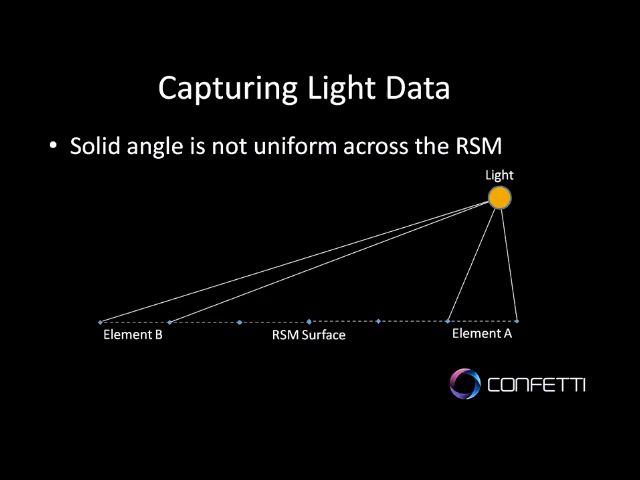 Capturing Light Data
• Solid angle is not uniform across the RSM
Light
Element B
RSM Surface
Element A
CONFETTI